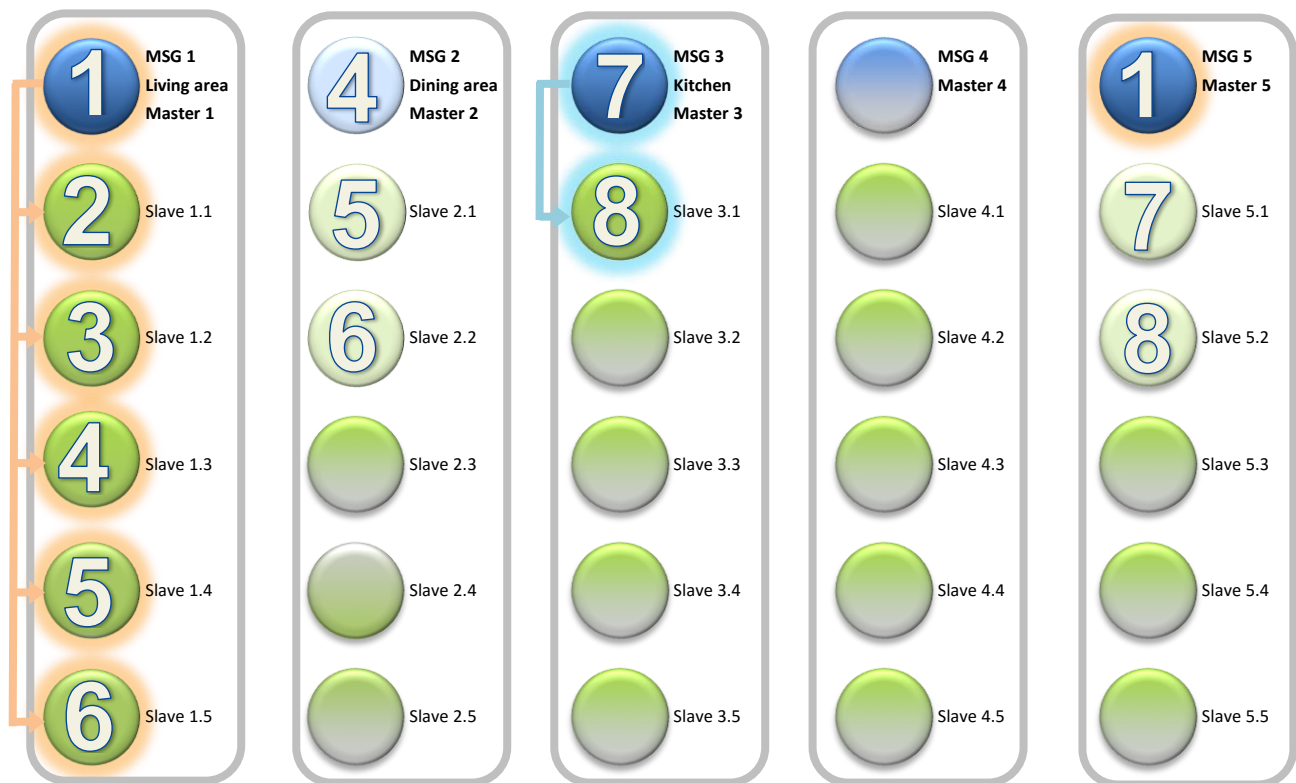 1
MSG 1
Living area
Master 1
2
Slave 1.1
3
Slave 1.2
4
Slave 1.3
5
Slave 1.4
6
Slave 1.5
4
MSG 2
Dining area
Master 2
5
Slave 2.1
6
Slave 2.2
Slave 2.3
Slave 2.4
Slave 2.5
7
MSG 3
Kitchen
Master 3
8
Slave 3.1
Slave 3.2
Slave 3.3
Slave 3.4
Slave 3.5
MSG 4
Master 4
Slave 4.1
Slave 4.2
Slave 4.3
Slave 4.4
Slave 4.5
1
MSG 5
Master 5
7
Slave 5.1
8
Slave 5.2
Slave 5.3
Slave 5.4
Slave 5.5